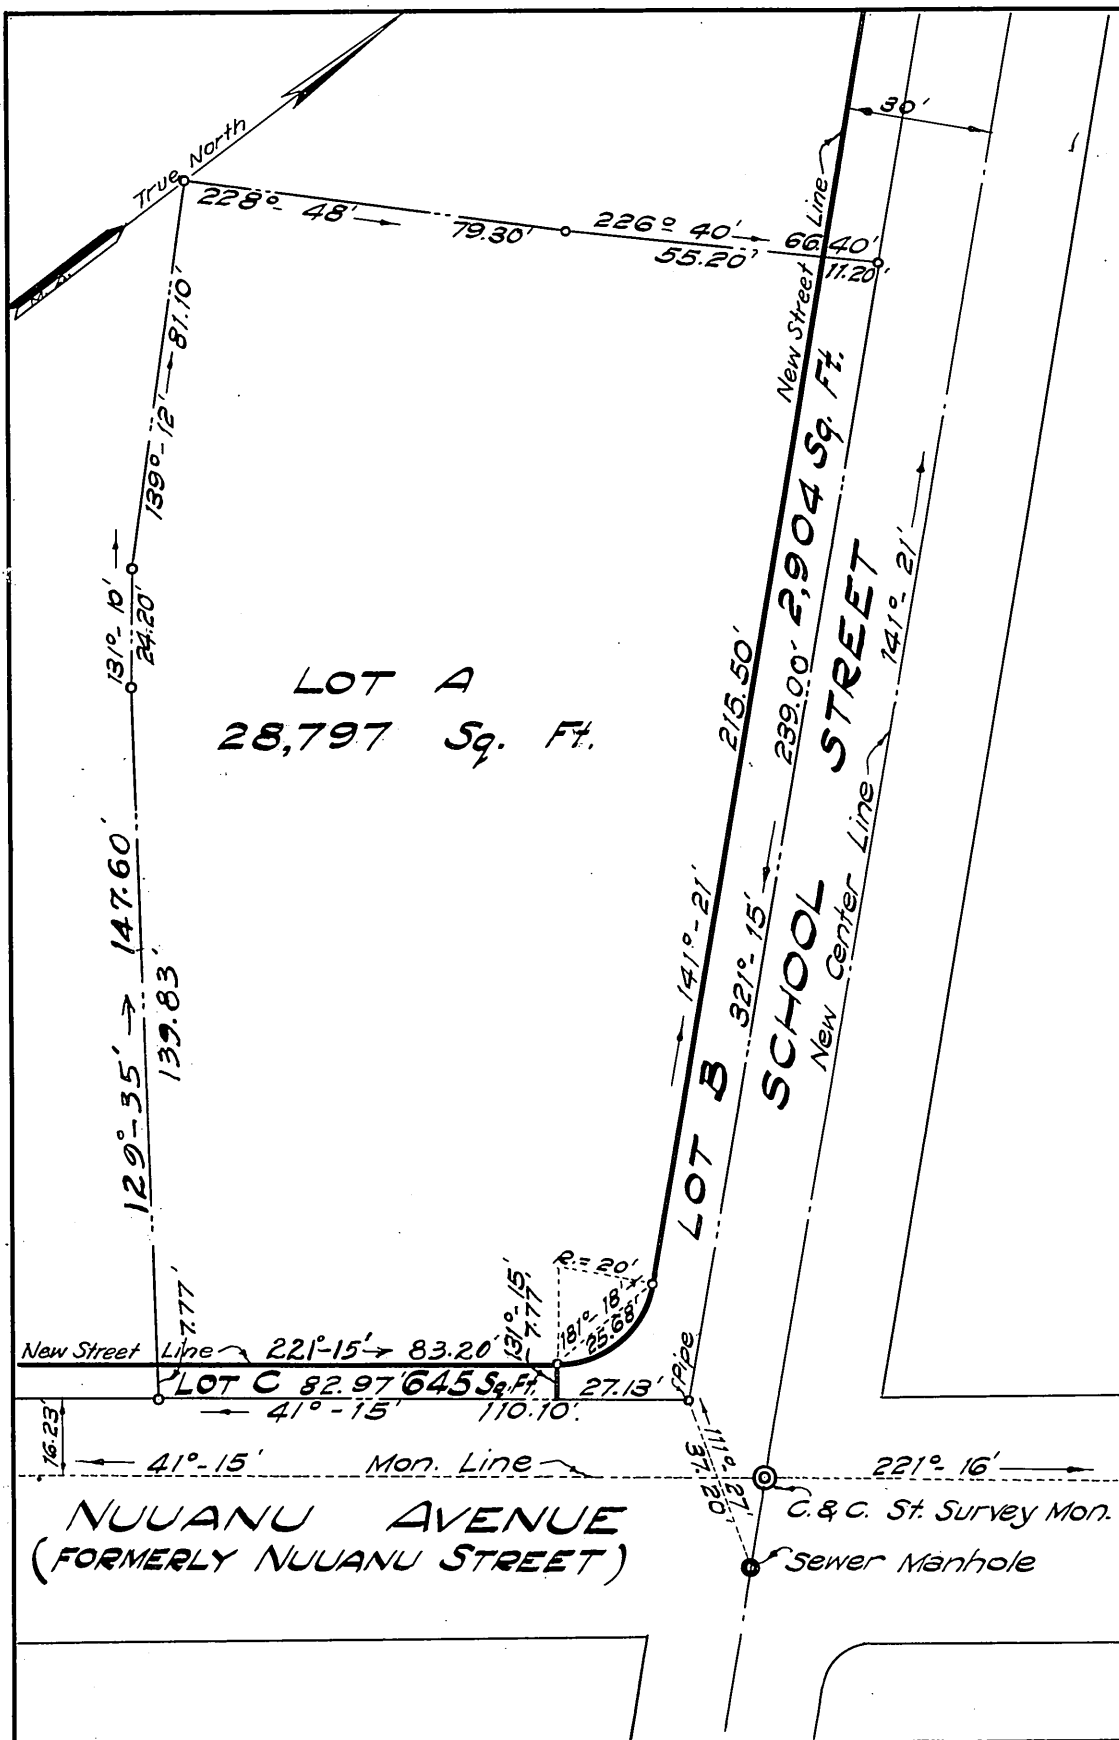 True North
30'
228°-48' 79.30'
226° 40' 66.40'
55.20' 11.20'
New Street Line
139°-12' 81.10'
131°-10'
24.20'
LOT A
28,797 Sq. Ft.
129°-35' 147.60'
139.83'
215.50'
141°-21'
LOT B 321°-15' 239.00' 2,904 Sq. Ft.
SCHOOL STREET
New Center Line 141°-21'
R.= 20'
181°-18'
25.68'
131°-15'
7.77'
7.77'
New Street Line 221°-15' 83.20'
LOT C 82.97' 645 Sq. Ft. 27.13'
Pipe
41°-15' 110.10'
16.23'
41°-15' Mon. Line 221°-16'
111°-27'
37.20'
C. & C. St. Survey Mon.
NUUANU AVENUE
(FORMERLY NUUANU STREET)
Sewer Manhole